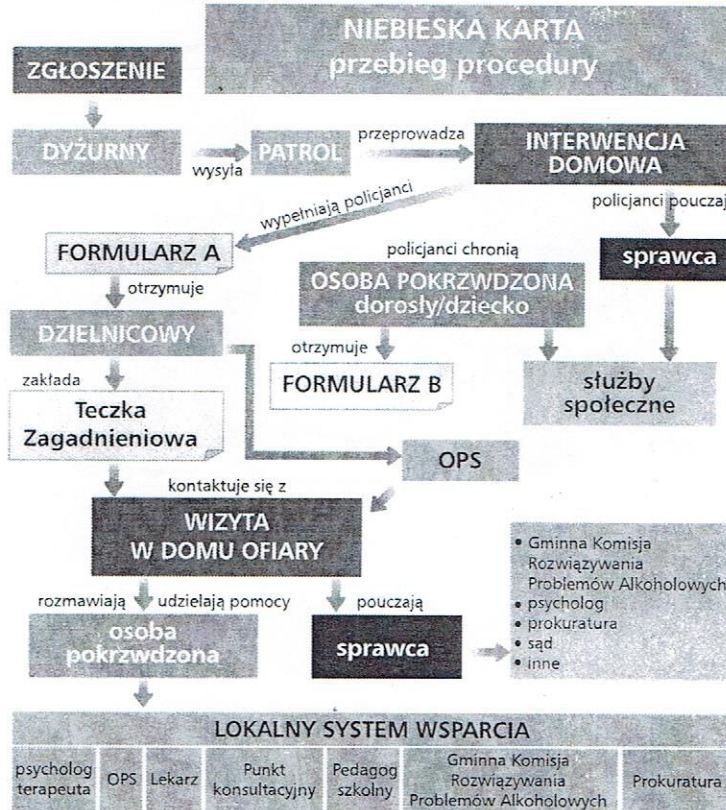 NIEBIESKA KARTA
przebieg procedury
ZGŁOSZENIE
DYŻURNY
wysyła
PATROL
przeprowadza
INTERWENCJA
DOMOWA
wypełniają policjanci
policjanci pouczaj
FORMULARZ A
policjanci chronią
sprawca
otrzymuje
OSOBA POKRZWDZONA
dorosły/dziecko
DZIELNICOWY
otrzymuje
zakłada
FORMULARZ B
służby
społeczne
Teczka
Zagadnieniowa
OPS
kontaktuje się z
WIZYTA
W DOMU OFIARY
• Gminna Komisja
Rozwiązywania
Problemów Alkoholowych
• psycholog
• prokuratura
• sąd
• inne
rozmawiają
udzielają pomocy
pouczają
osoba
pokrzwdzona
sprawca
LOKALNY SYSTEM WSPARCIA
psycholog
terapeuta
OPS
Lekarz
Punkt
konsultacyjny
Pedagog
szkolny
Gminna Komisja
Rozwiązywania
Problemów Alkoholowych
Prokuratura